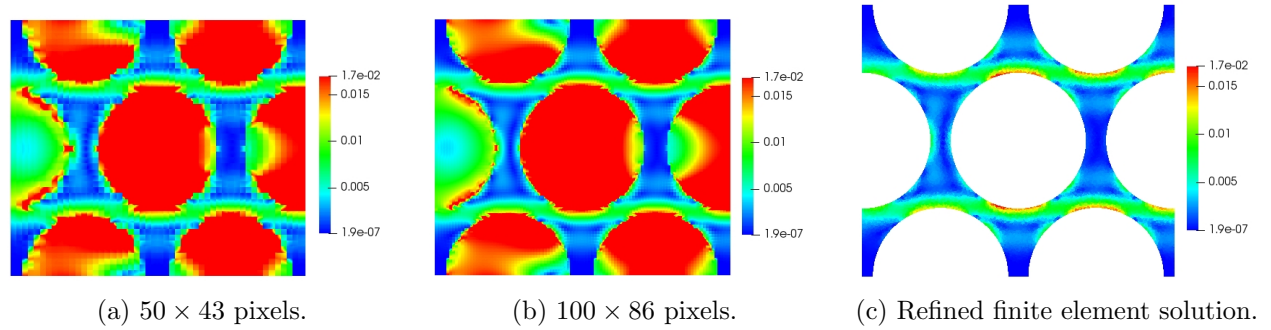 1.7e-02
0.015
0.01
0.005
1.9e-07
1.7e-02
0.015
0.01
0.005
1.9e-07
1.7e-02
0.015
0.01
0.005
1.9e-07
(a) 50 × 43 pixels.
(b) 100 × 86 pixels.
(c) Refined finite element solution.